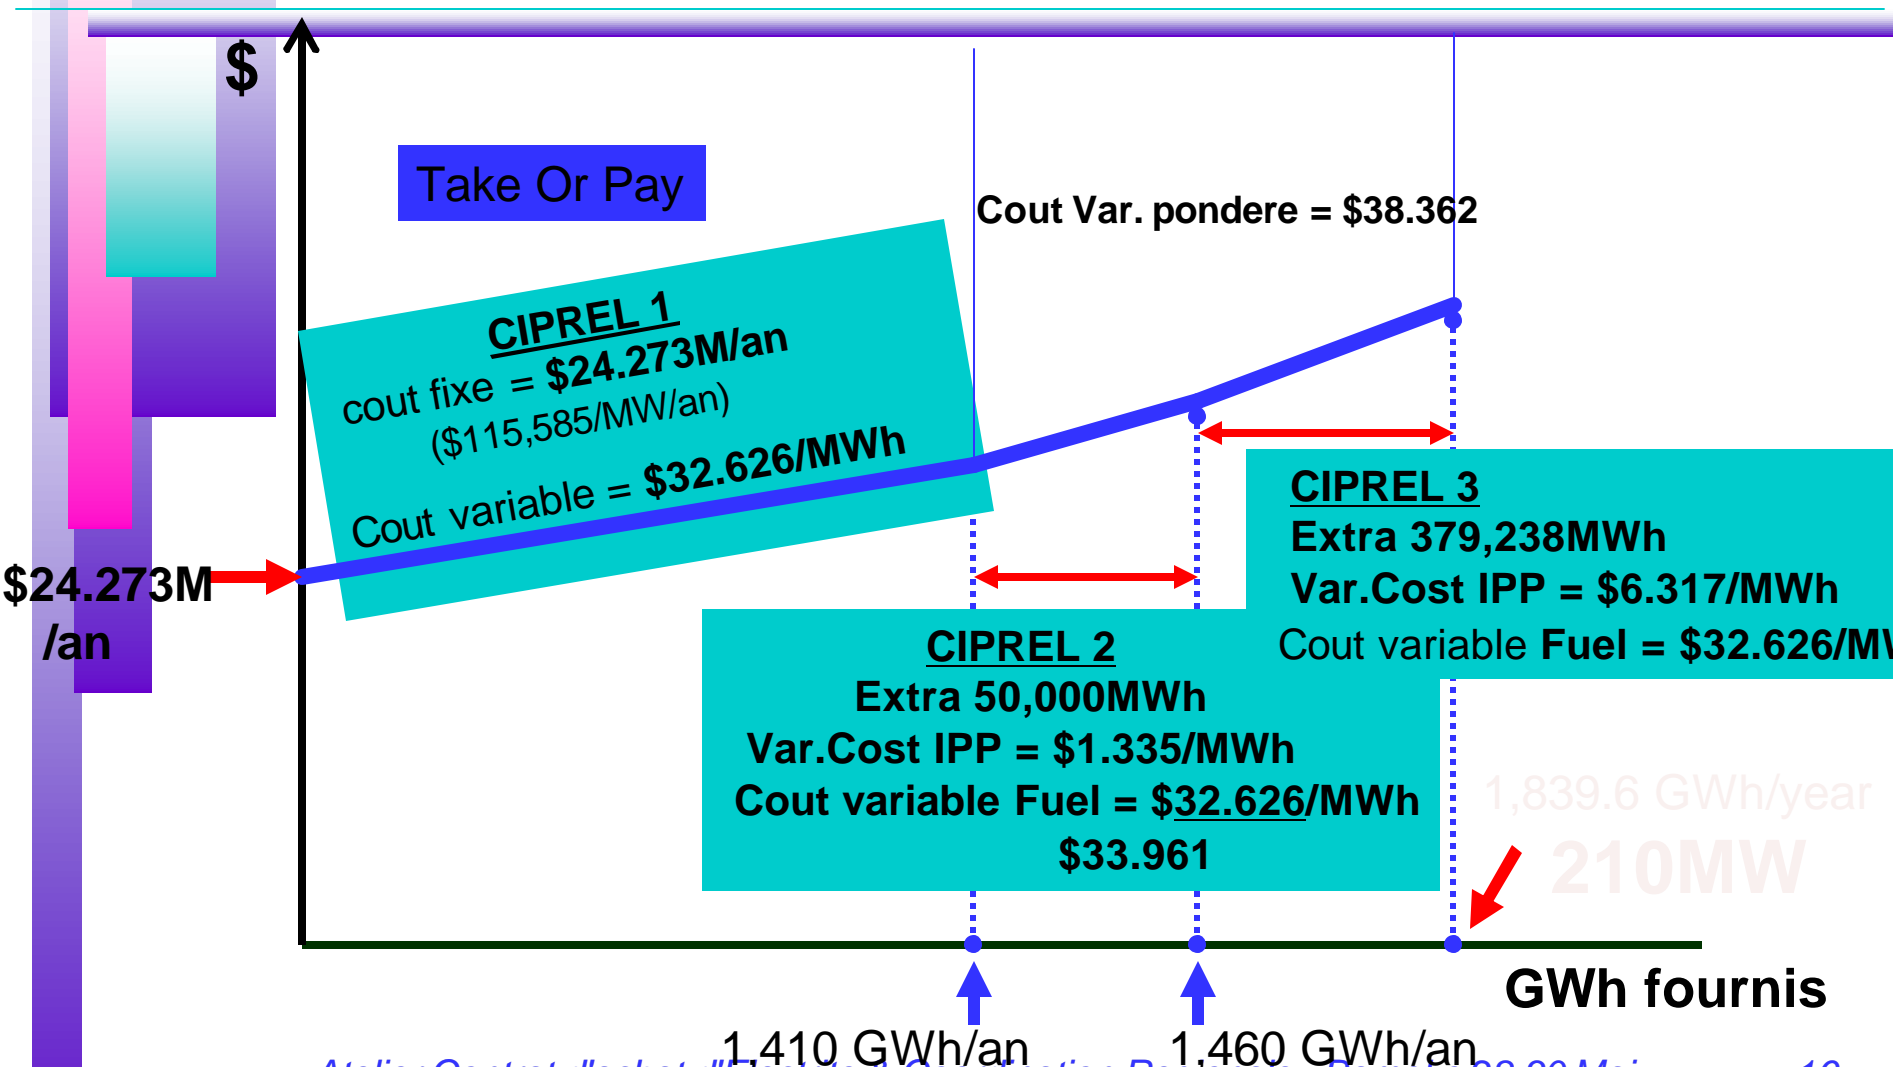 $
Take Or Pay
Cout Var. pondere = $38.362
CIPREL 1
cout fixe = $24.273M/an
($115,585/MW/an)
Cout variable = $32.626/MWh
$24.273M
/an
CIPREL 3
Extra 379,238MWh
Var.Cost IPP = $6.317/MWh
Cout variable Fuel = $32.626/MW
CIPREL 2
Extra 50,000MWh
Var.Cost IPP = $1.335/MWh
Cout variable Fuel = $32.626/MWh
$33.961
1,839.6 GWh/year
210MW
GWh fournis
1,410 GWh/an
1,460 GWh/an
Atelier Contrat d'achat